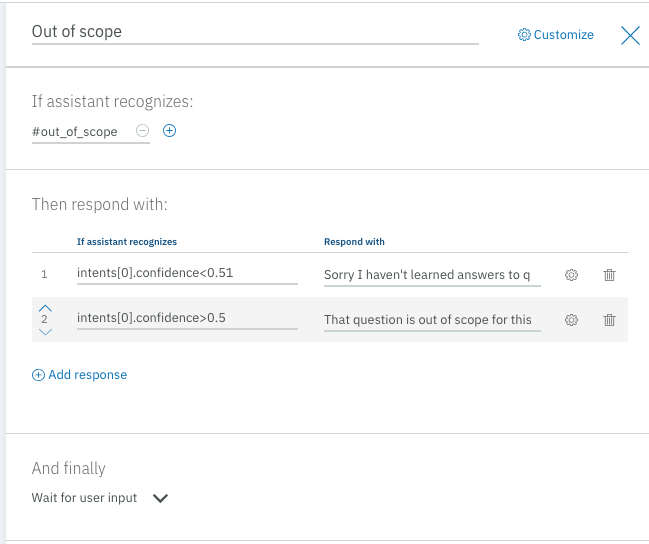 Out of scope
Customize
If assistant recognizes:
#out_of_scope
Then respond with:
If assistant recognizes Respond with
1 intents[0].confidence<0.51 Sorry I haven't learned answers to q
2 intents[0].confidence>0.5 That question is out of scope for this
Add response
And finally
Wait for user input